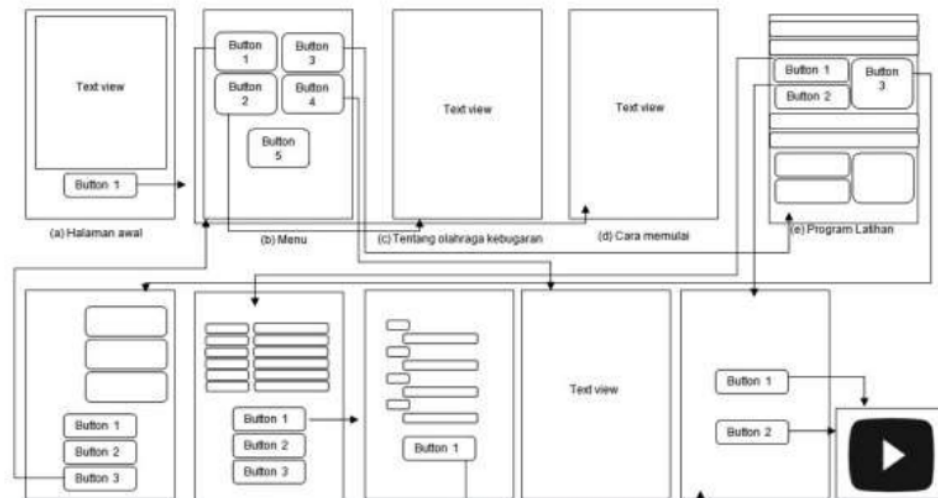 Text view
Button 1
(a) Halaman awal
Button
1
Button
3
Button
2
Button
4
Button
5
(b) Menu
Text view
(c) Tentang olahraga kebugaran
Text view
(d) Cara memulai
Button 1
Button 2
Button
3
(e) Program Latihan
Button 1
Button 2
Button 3
Button 1
Button 2
Button 3
Button 1
Text view
Button 1
Button 2